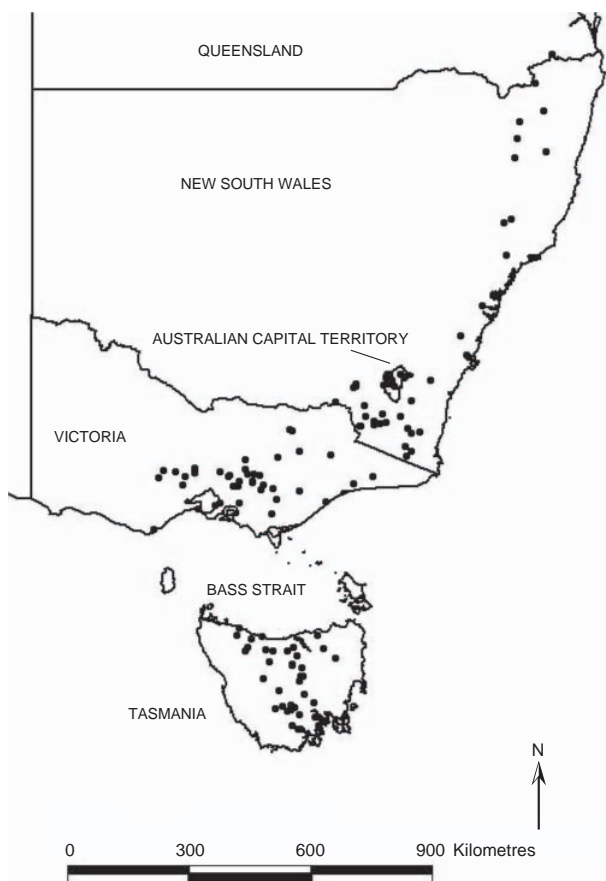 QUEENSLAND
NEW SOUTH WALES
AUSTRALIAN CAPITAL TERRITORY
VICTORIA
BASS STRAIT
TASMANIA
N
0 300 600 900 Kilometres